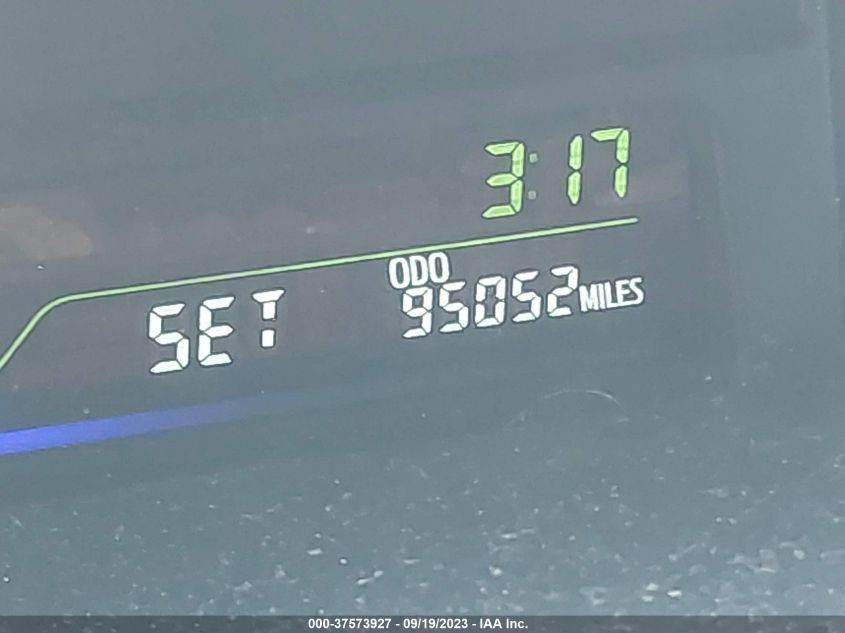 3:17
ODO
SET 95052 MILES
000-37573927 - 09/19/2023 - IAA Inc.